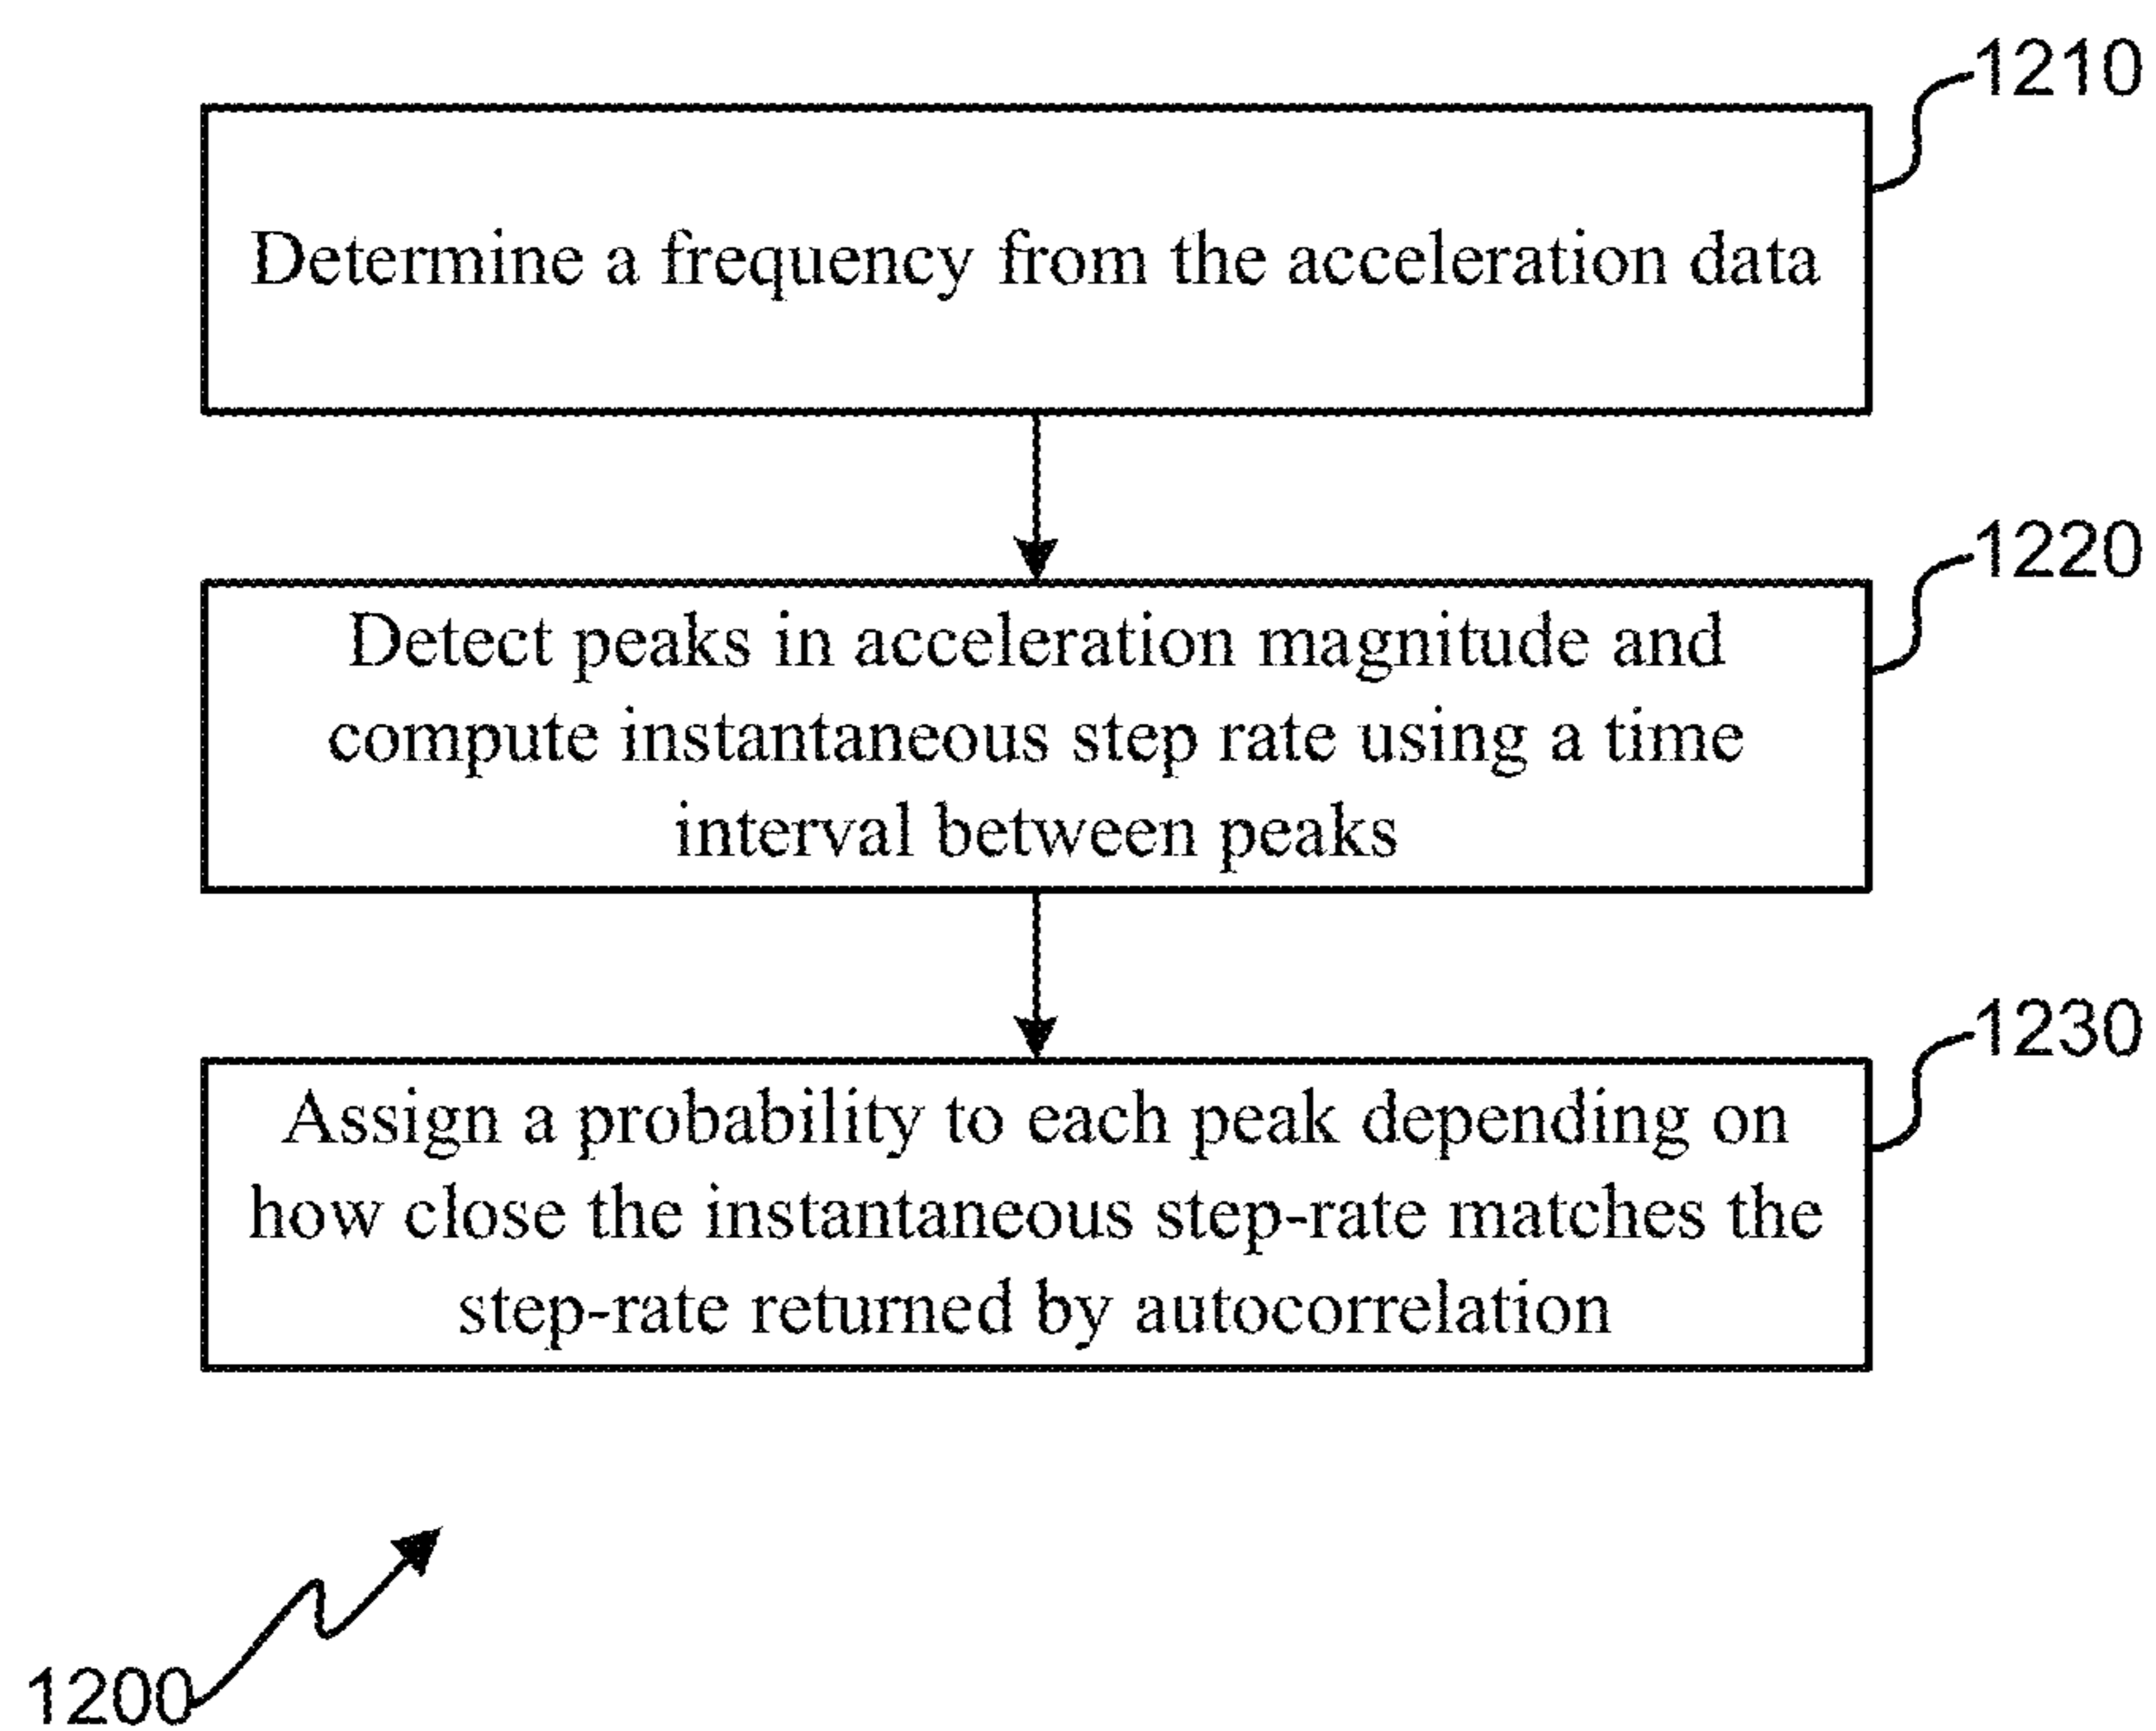 1210
Determine a frequency from the acceleration data
1220
Detect peaks in acceleration magnitude and
compute instantaneous step rate using a time
interval between peaks
1230
Assign a probability to each peak depending on
how close the instantaneous step-rate matches the
step-rate returned by autocorrelation
1200